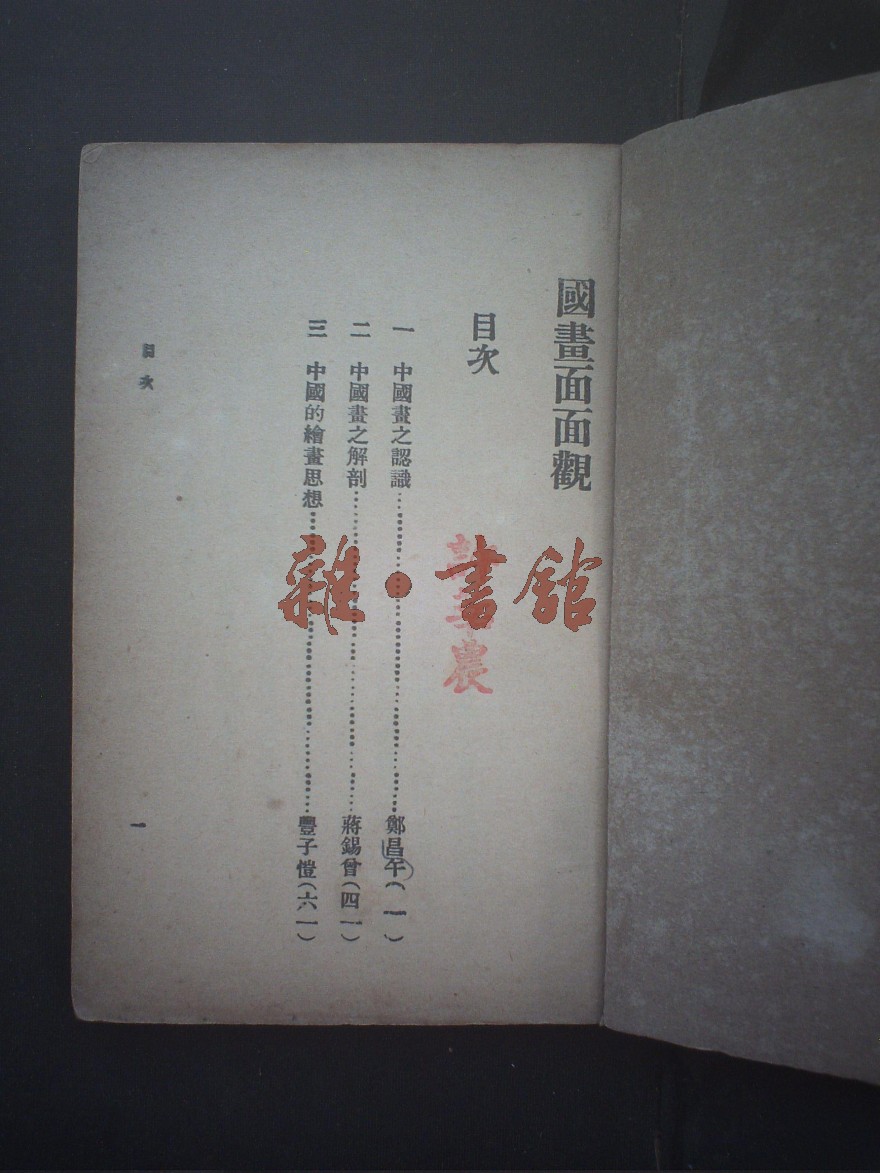 國畫面面觀
目次
一 中國畫之認識……鄭昌午(一)
二 中國畫之解剖……蔣錫曾(四一)
三 中國的繪畫思想……豐子愷(六一)
目次
一
雜·書館
農